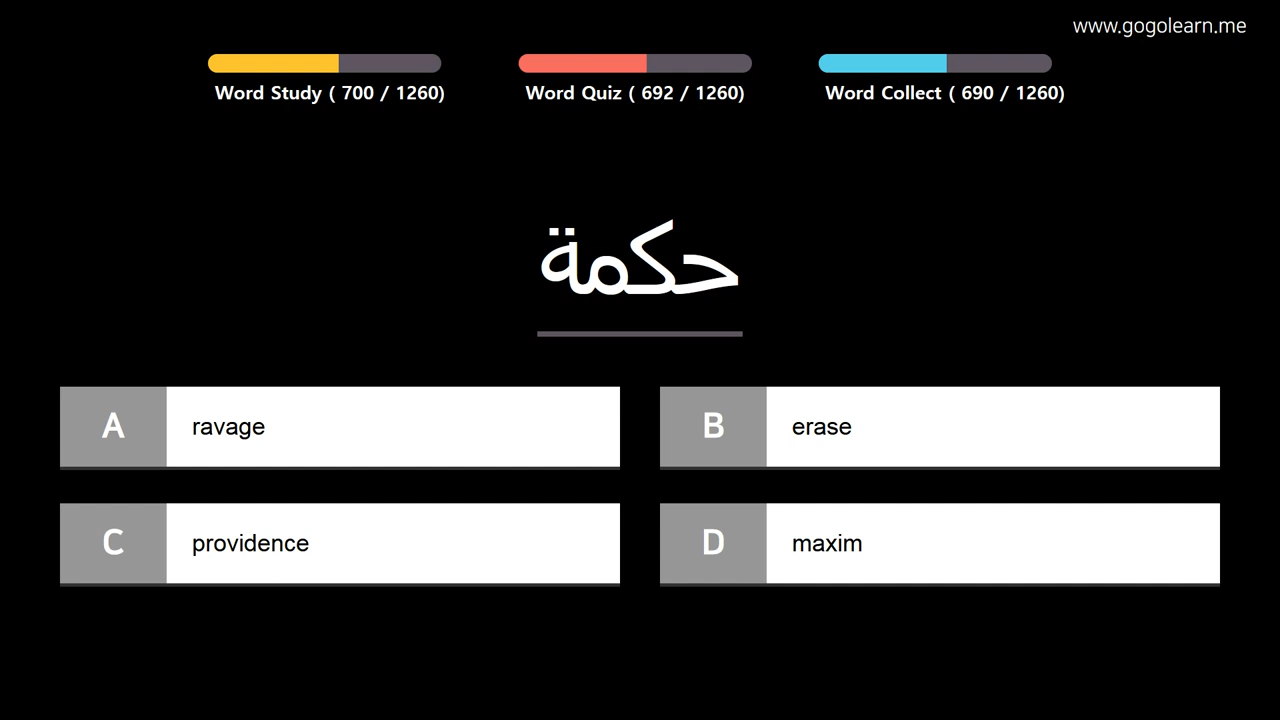 www.gogolearn.me
Word Study ( 700 / 1260)
Word Quiz ( 692 / 1260)
Word Collect ( 690 / 1260)
حكمة
A
ravage
B
erase
C
providence
D
maxim